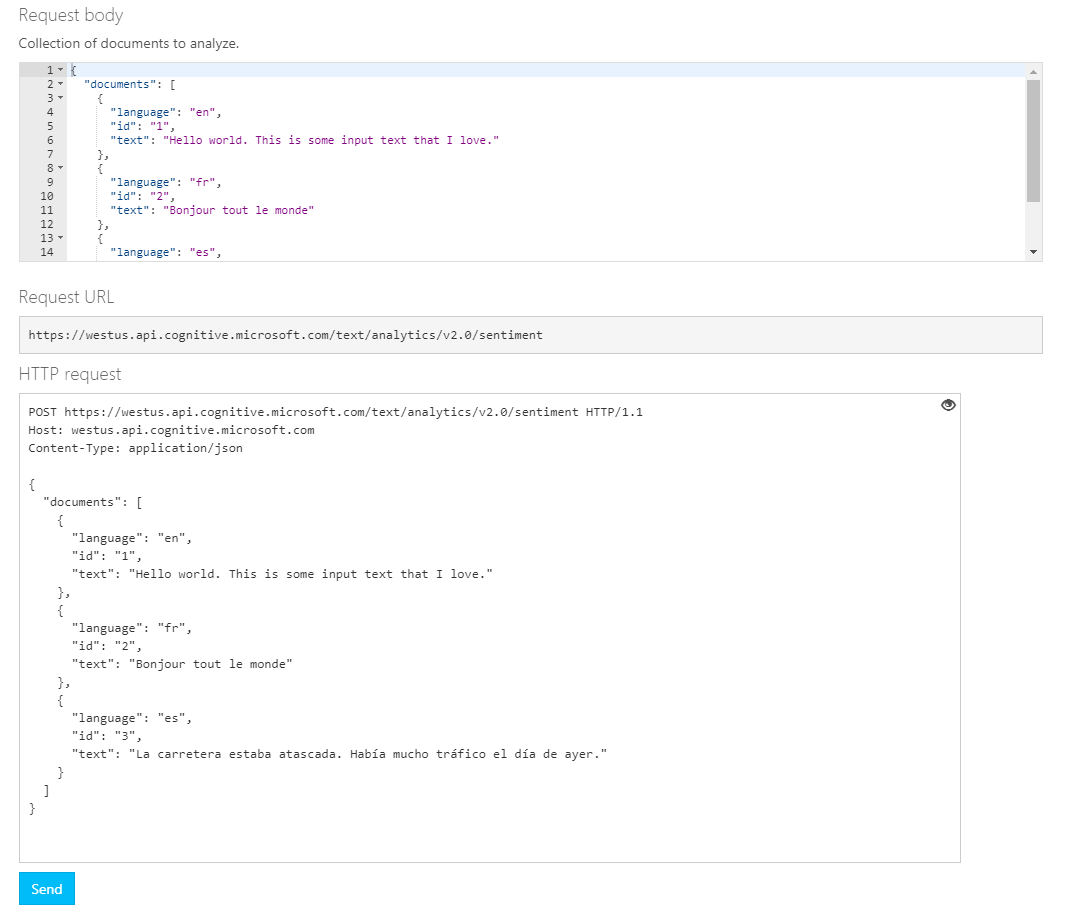 Request body
Collection of documents to analyze.
1 {
2 "documents": [
3 {
4 "language": "en",
5 "id": "1",
6 "text": "Hello world. This is some input text that I love."
7 },
8 {
9 "language": "fr",
10 "id": "2",
11 "text": "Bonjour tout le monde"
12 },
13 {
14 "language": "es",
Request URL
https://westus.api.cognitive.microsoft.com/text/analytics/v2.0/sentiment
HTTP request
POST https://westus.api.cognitive.microsoft.com/text/analytics/v2.0/sentiment HTTP/1.1
Host: westus.api.cognitive.microsoft.com
Content-Type: application/json
{
"documents": [
{
"language": "en",
"id": "1",
"text": "Hello world. This is some input text that I love."
},
{
"language": "fr",
"id": "2",
"text": "Bonjour tout le monde"
},
{
"language": "es",
"id": "3",
"text": "La carretera estaba atascada. Había mucho tráfico el día de ayer."
}
]
}
Send